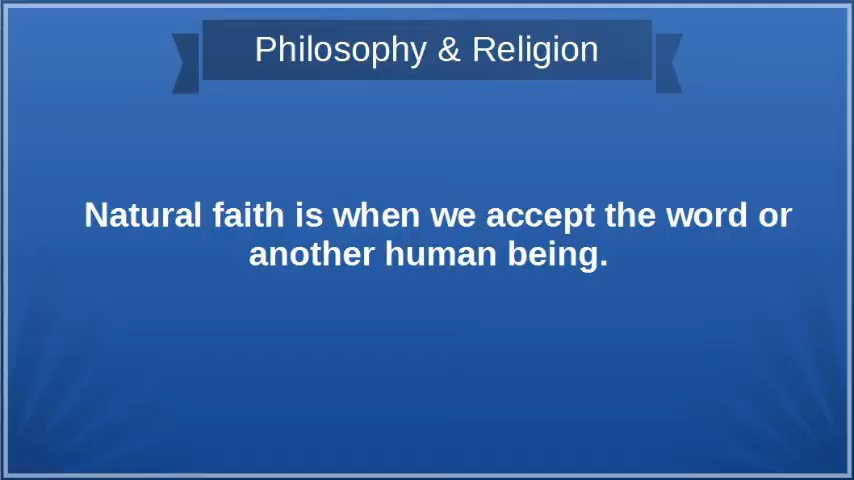 Philosophy & Religion
Natural faith is when we accept the word or
another human being.